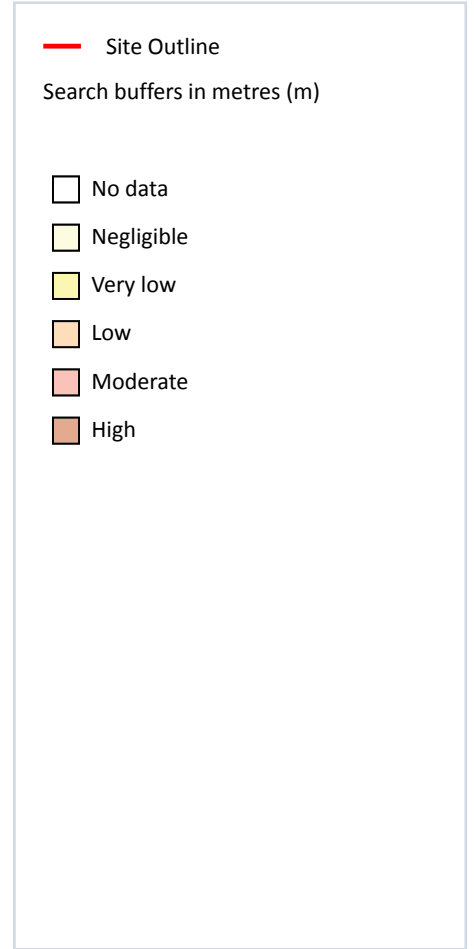 Site Outline
Search buffers in metres (m)
No data
Negligible
Very low
Low
Moderate
High